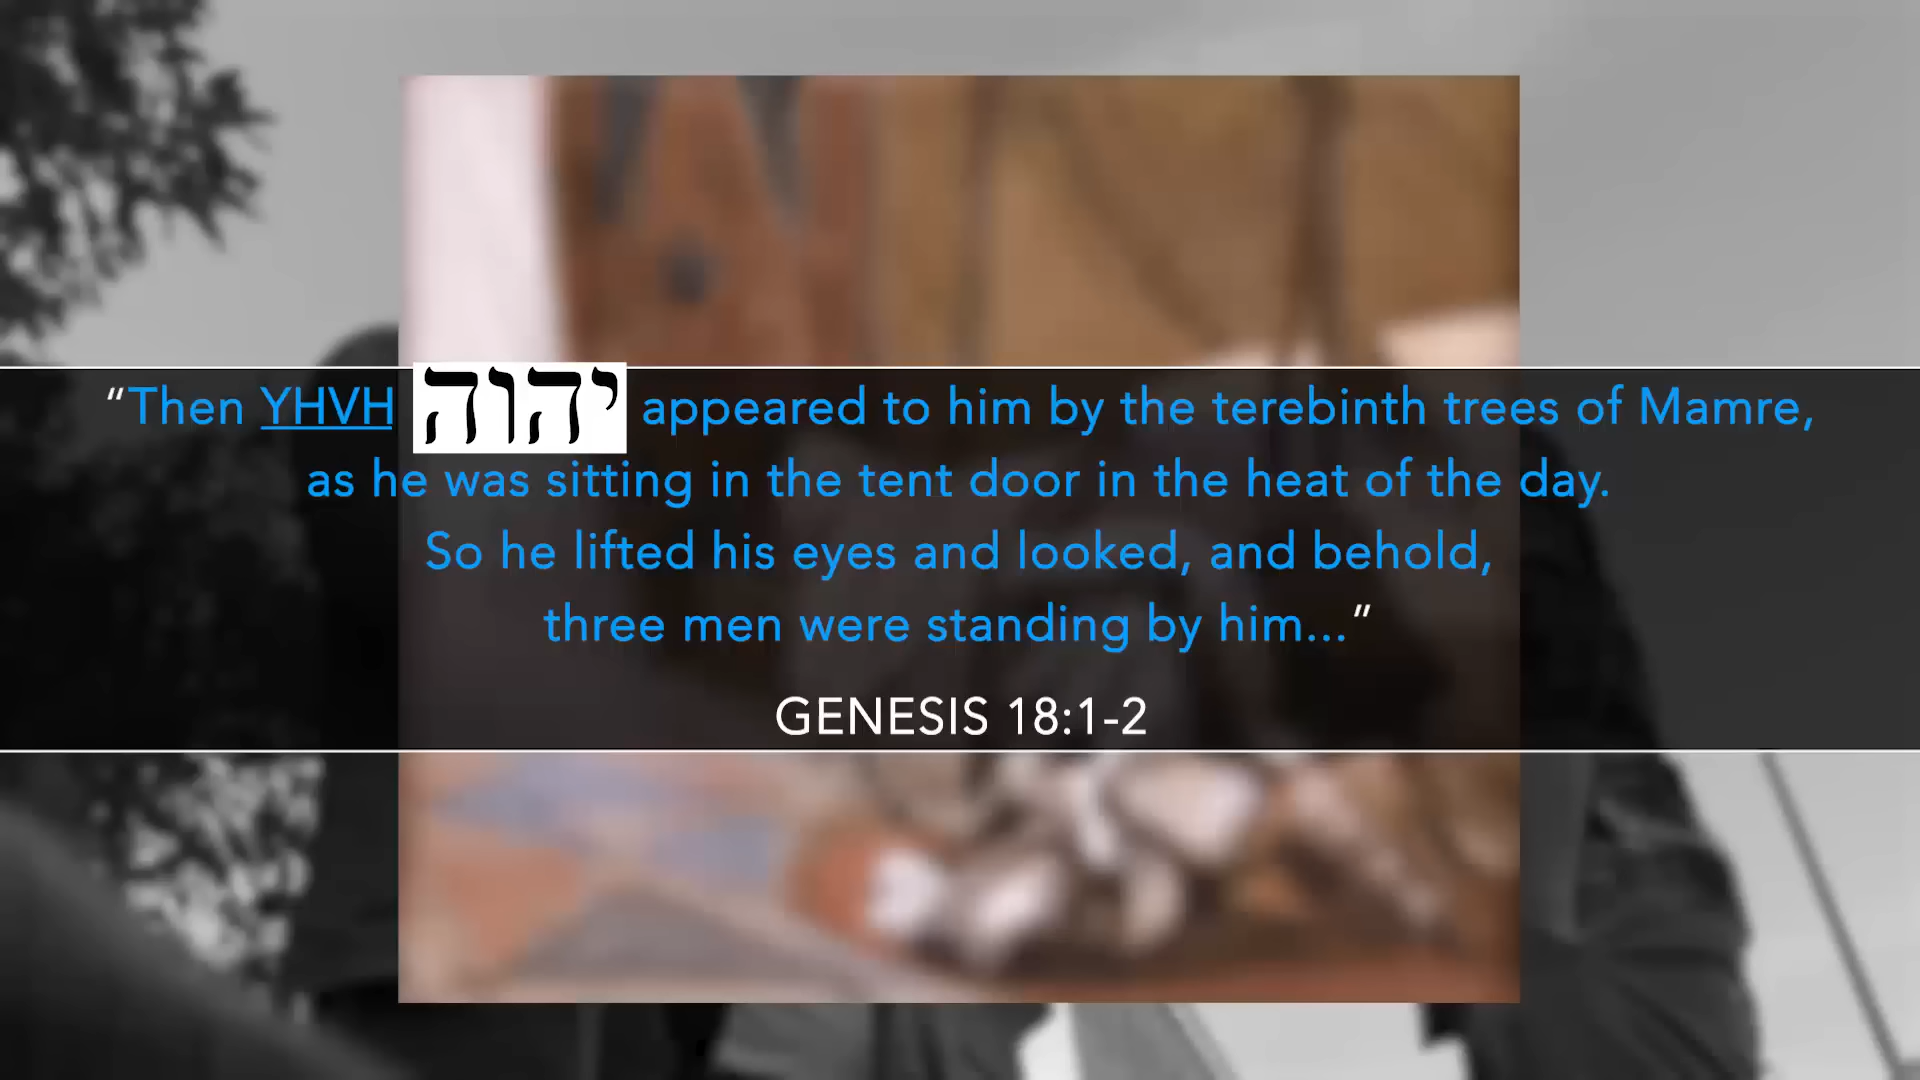 “Then YHVH יהוה appeared to him by the terebinth trees of Mamre,
as he was sitting in the tent door in the heat of the day.
So he lifted his eyes and looked, and behold,
three men were standing by him...”
GENESIS 18:1-2